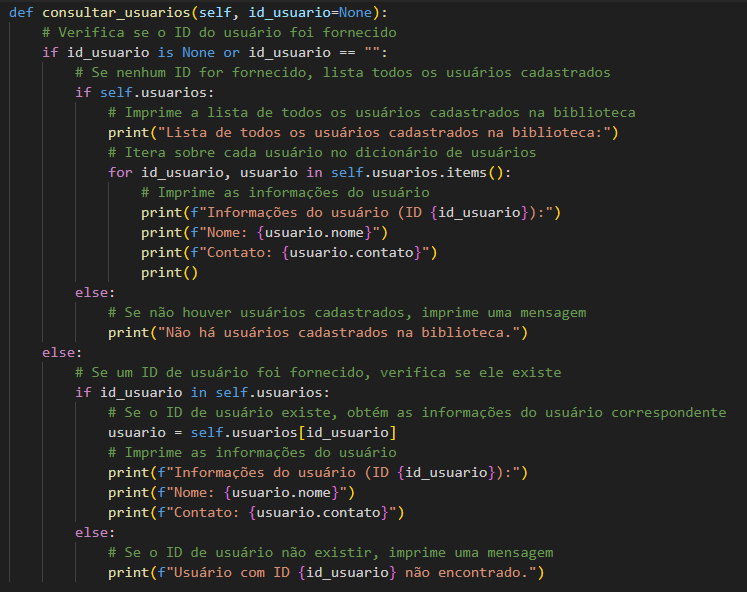 def consultar_usuarios(self, id_usuario=None):
    # Verifica se o ID do usuário foi fornecido
    if id_usuario is None or id_usuario == "":
        # Se nenhum ID for fornecido, lista todos os usuários cadastrados
        if self.usuarios:
            # Imprime a lista de todos os usuários cadastrados na biblioteca
            print("Lista de todos os usuários cadastrados na biblioteca:")
            # Itera sobre cada usuário no dicionário de usuários
            for id_usuario, usuario in self.usuarios.items():
                # Imprime as informações do usuário
                print(f"Informações do usuário (ID {id_usuario}):")
                print(f"Nome: {usuario.nome}")
                print(f"Contato: {usuario.contato}")
                print()
        else:
            # Se não houver usuários cadastrados, imprime uma mensagem
            print("Não há usuários cadastrados na biblioteca.")
    else:
        # Se um ID de usuário foi fornecido, verifica se ele existe
        if id_usuario in self.usuarios:
            # Se o ID de usuário existe, obtém as informações do usuário correspondente
            usuario = self.usuarios[id_usuario]
            # Imprime as informações do usuário
            print(f"Informações do usuário (ID {id_usuario}):")
            print(f"Nome: {usuario.nome}")
            print(f"Contato: {usuario.contato}")
        else:
            # Se o ID de usuário não existir, imprime uma mensagem
            print(f"Usuário com ID {id_usuario} não encontrado.")